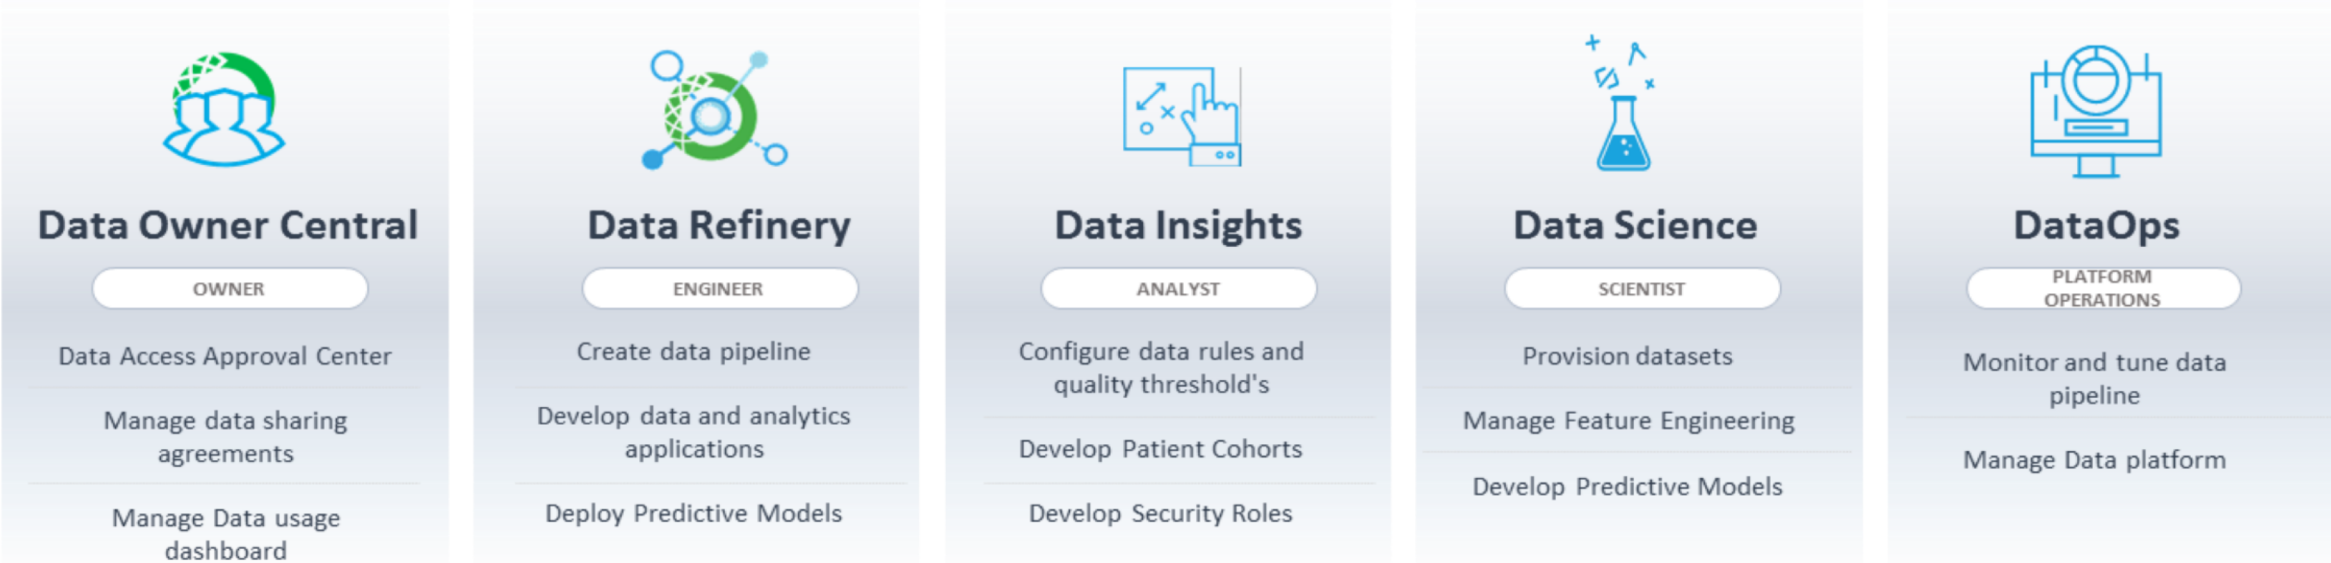 Data Owner Central
OWNER
Data Access Approval Center
Manage data sharing
agreements
Manage Data usage
dashboard
Data Refinery
ENGINEER
Create data pipeline
Develop data and analytics
applications
Deploy Predictive Models
Data Insights
ANALYST
Configure data rules and
quality threshold's
Develop Patient Cohorts
Develop Security Roles
Data Science
SCIENTIST
Provision datasets
Manage Feature Engineering
Develop Predictive Models
DataOps
PLATFORM
OPERATIONS
Monitor and tune data
pipeline
Manage Data platform